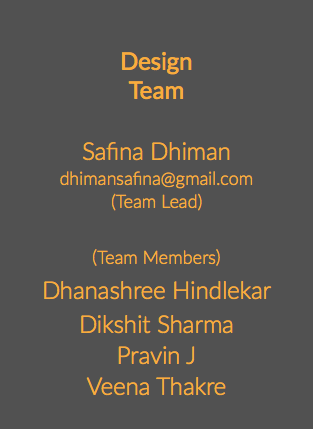 Design
Team
Safina Dhiman
dhimansafina@gmail.com
(Team Lead)
(Team Members)
Dhanashree Hindlekar
Dikshit Sharma
Pravin J
Veena Thakre